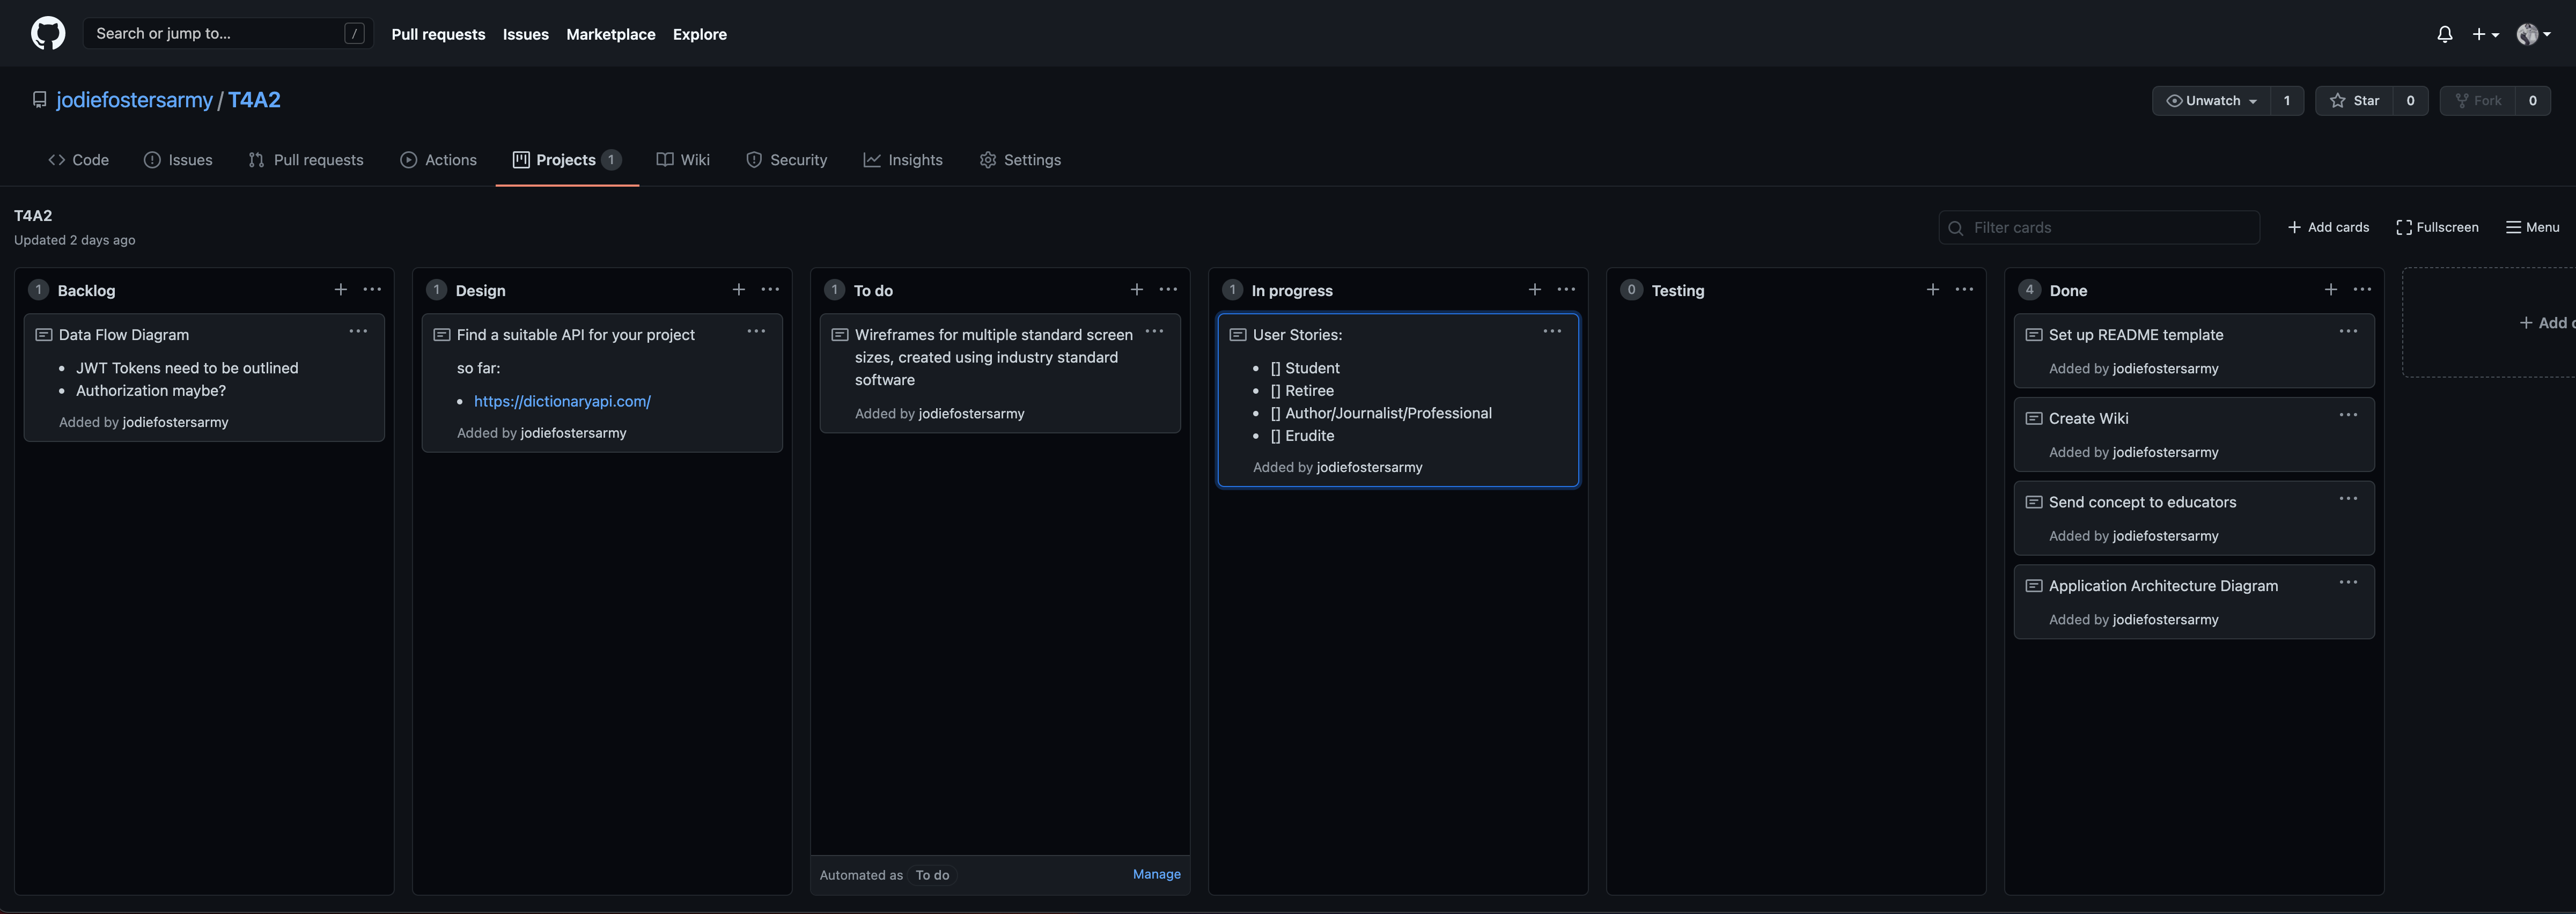 Search or jump to... /
Pull requests Issues Marketplace Explore
jodiefostersarmy / T4A2
Unwatch 1 Star 0 Fork 0
Code Issues Pull requests Actions Projects 1 Wiki Security Insights Settings
T4A2
Updated 2 days ago
Filter cards
Add cards Fullscreen Menu
1 Backlog
Data Flow Diagram
• JWT Tokens need to be outlined
• Authorization maybe?
Added by jodiefostersarmy
1 Design
Find a suitable API for your project
so far:
• https://dictionaryapi.com/
Added by jodiefostersarmy
1 To do
Wireframes for multiple standard screen
sizes, created using industry standard
software
Added by jodiefostersarmy
Automated as To do Manage
1 In progress
User Stories:
• [] Student
• [] Retiree
• [] Author/Journalist/Professional
• [] Erudite
Added by jodiefostersarmy
0 Testing
4 Done
Set up README template
Added by jodiefostersarmy
Create Wiki
Added by jodiefostersarmy
Send concept to educators
Added by jodiefostersarmy
Application Architecture Diagram
Added by jodiefostersarmy
+ Add c